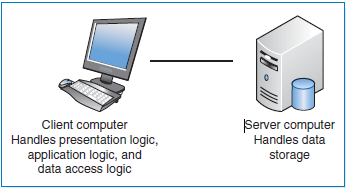 Client computer
Handles presentation logic,
application logic, and
data access logic
Server computer
Handles data
storage